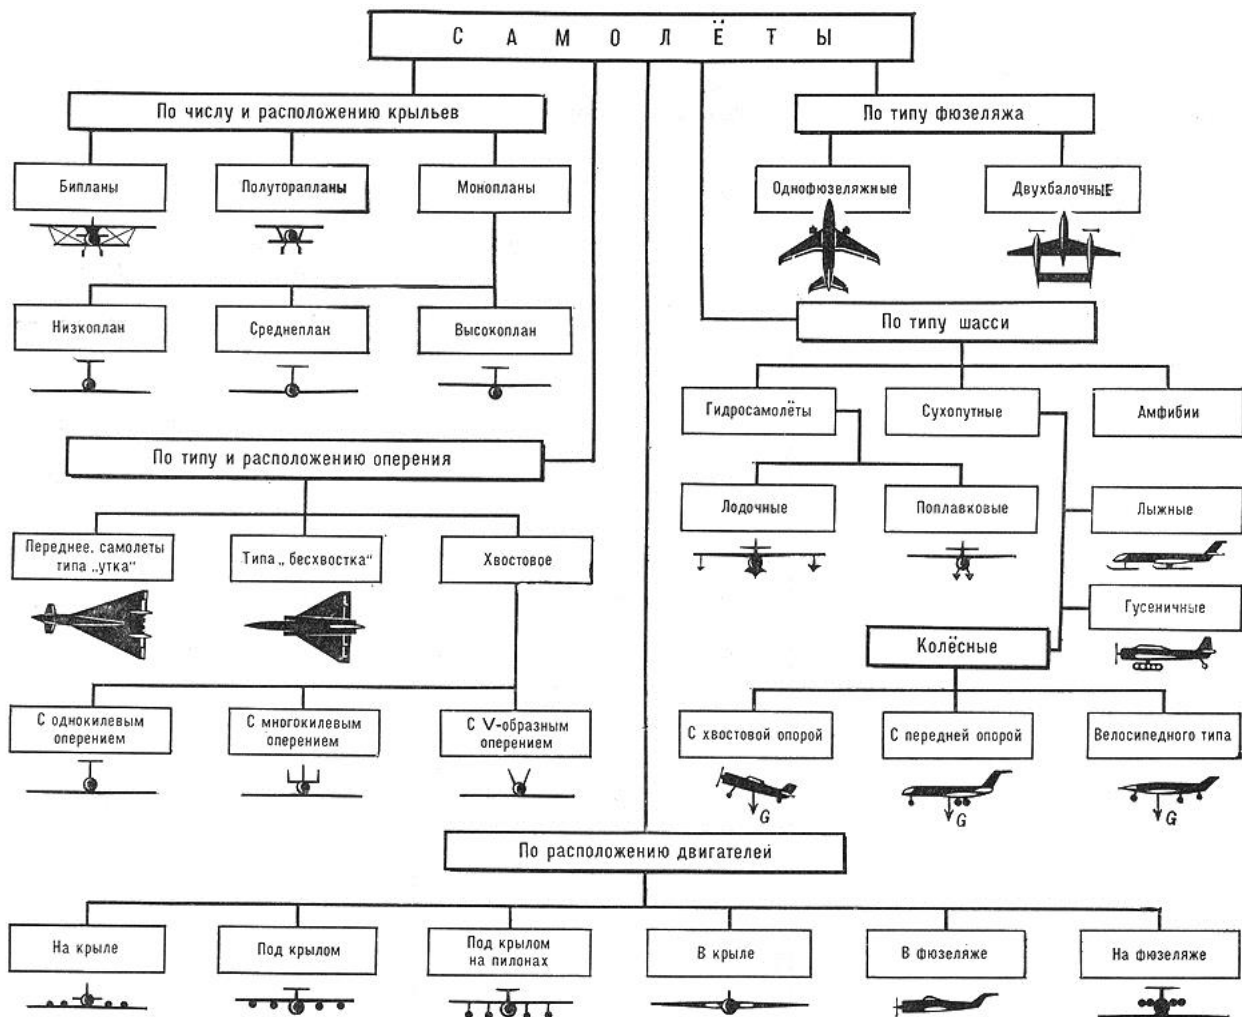 САМОЛЁТЫ
По числу и расположению крыльев
По типу фюзеляжа
Бипланы
Полуторапланы
Монопланы
Однофюзеляжные
Двухбалочные
Низкоплан
Среднеплан
Высокоплан
По типу шасси
Гидросамолёты
Сухопутные
Амфибии
По типу и расположению оперения
Лодочные
Поплавковые
Лыжные
Переднее, самолеты
типа „утка“
Типа „бесхвостка“
Хвостовое
Гусеничные
Колёсные
С однокилевым
оперением
С многокилевым
оперением
С V-образным
оперением
С хвостовой опорой
С передней опорой
Велосипедного типа
G
G
G
По расположению двигателей
На крыле
Под крылом
Под крылом
на пилонах
В крыле
В фюзеляже
На фюзеляже